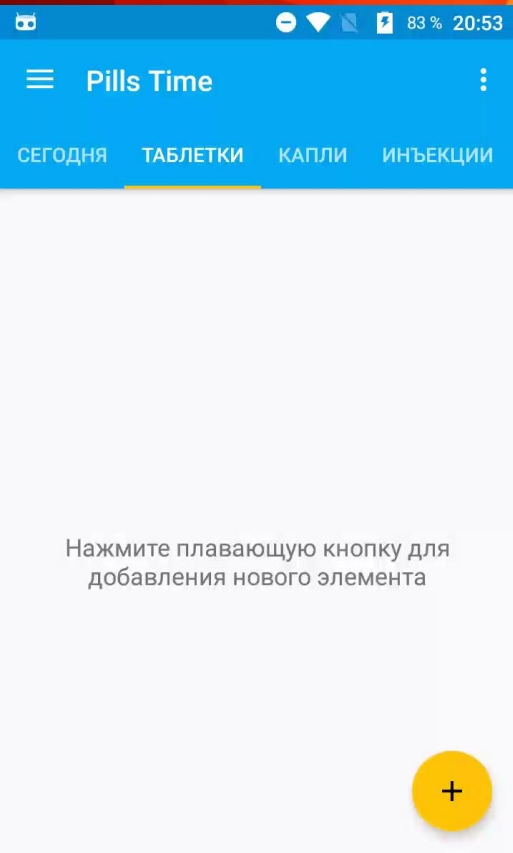 83 % 20:53
Pills Time
СЕГОДНЯ ТАБЛЕТКИ КАПЛИ ИНЪЕКЦИИ
Нажмите плавающую кнопку для
добавления нового элемента
+